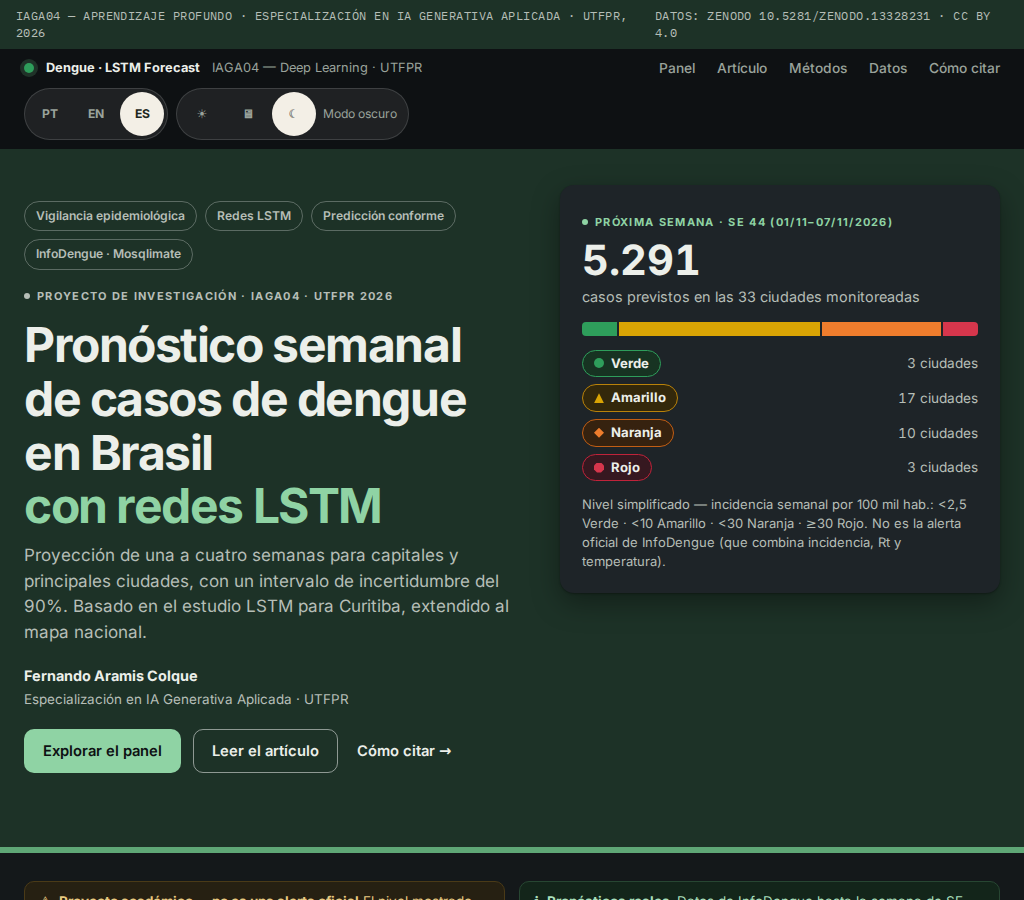 IAGA04 — APRENDIZAJE PROFUNDO · ESPECIALIZACIÓN EN IA GENERATIVA APLICADA · UTFPR, 2026
DATOS: ZENODO 10.5281/ZENODO.13328231 · CC BY 4.0
Dengue · LSTM Forecast IAGA04 — Deep Learning · UTFPR
Panel Artículo Métodos Datos Cómo citar
PT EN ES Modo oscuro
Vigilancia epidemiológica Redes LSTM Predicción conforme
InfoDengue · Mosqlimate
PROYECTO DE INVESTIGACIÓN · IAGA04 · UTFPR 2026
Pronóstico semanal
de casos de dengue
en Brasil
con redes LSTM
Proyección de una a cuatro semanas para capitales y
principales ciudades, con un intervalo de incertidumbre del
90%. Basado en el estudio LSTM para Curitiba, extendido al
mapa nacional.
Fernando Aramis Colque
Especialización en IA Generativa Aplicada · UTFPR
Explorar el panel Leer el artículo Cómo citar →
PRÓXIMA SEMANA · SE 44 (01/11–07/11/2026)
5.291
casos previstos en las 33 ciudades monitoreadas
Verde 3 ciudades
Amarillo 17 ciudades
Naranja 10 ciudades
Rojo 3 ciudades
Nivel simplificado — incidencia semanal por 100 mil hab.: <2,5
Verde · <10 Amarillo · <30 Naranja · ≥30 Rojo. No es la alerta
oficial de InfoDengue (que combina incidencia, Rt y
temperatura).